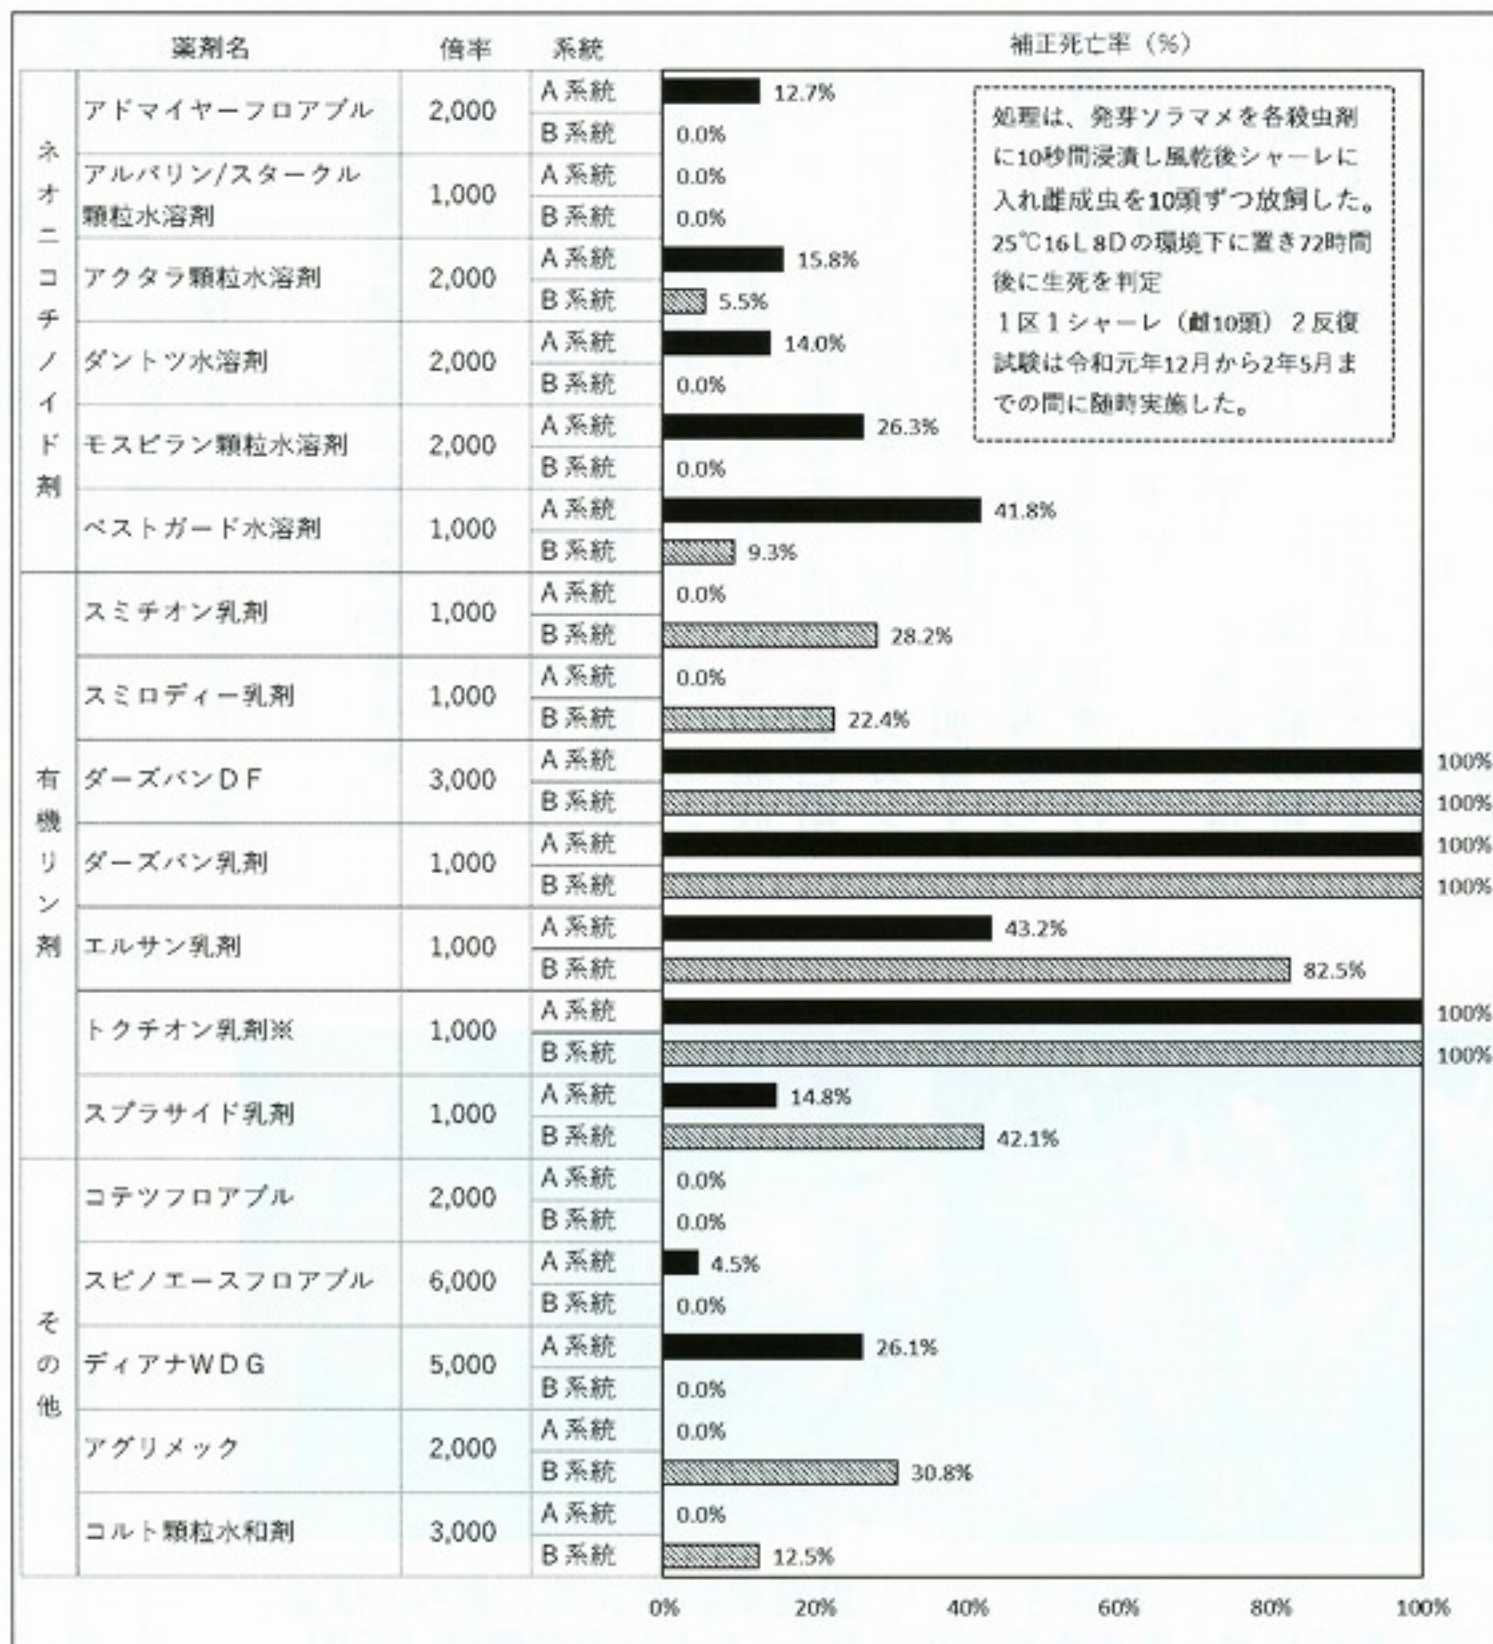 薬剤名 倍率 系統 補正死亡率（%）
ネオニコチノイド剤
アドマイヤーフロアブル 2,000 A系統 12.7%
B系統 0.0%
アルバリン/スタークル
顆粒水溶剤 1,000 A系統 0.0%
B系統 0.0%
アクタラ顆粒水溶剤 2,000 A系統 15.8%
B系統 5.5%
ダントツ水溶剤 2,000 A系統 14.0%
B系統 0.0%
モスピラン顆粒水溶剤 2,000 A系統 26.3%
B系統 0.0%
ベストガード水溶剤 1,000 A系統 41.8%
B系統 9.3%
処理は、発芽ソラマメを各殺虫剤
に10秒間浸漬し風乾後シャーレに
入れ雌成虫を10頭ずつ放飼した。
25℃16L8Dの環境下に置き72時間
後に生死を判定
1区1シャーレ（雌10頭）2反復
試験は令和元年12月から2年5月ま
での間に随時実施した。
有機リン剤
スミチオン乳剤 1,000 A系統 0.0%
B系統 28.2%
スミロディー乳剤 1,000 A系統 0.0%
B系統 22.4%
ダーズバンDF 3,000 A系統 100%
B系統 100%
ダーズバン乳剤 1,000 A系統 100%
B系統 100%
エルサン乳剤 1,000 A系統 43.2%
B系統 82.5%
トクチオン乳剤※ 1,000 A系統 100%
B系統 100%
スプラサイド乳剤 1,000 A系統 14.8%
B系統 42.1%
その他
コテツフロアブル 2,000 A系統 0.0%
B系統 0.0%
スピノエースフロアブル 6,000 A系統 4.5%
B系統 0.0%
ディアナWDG 5,000 A系統 26.1%
B系統 0.0%
アグリメック 2,000 A系統 0.0%
B系統 30.8%
コルト顆粒水和剤 3,000 A系統 0.0%
B系統 12.5%
0% 20% 40% 60% 80% 100%